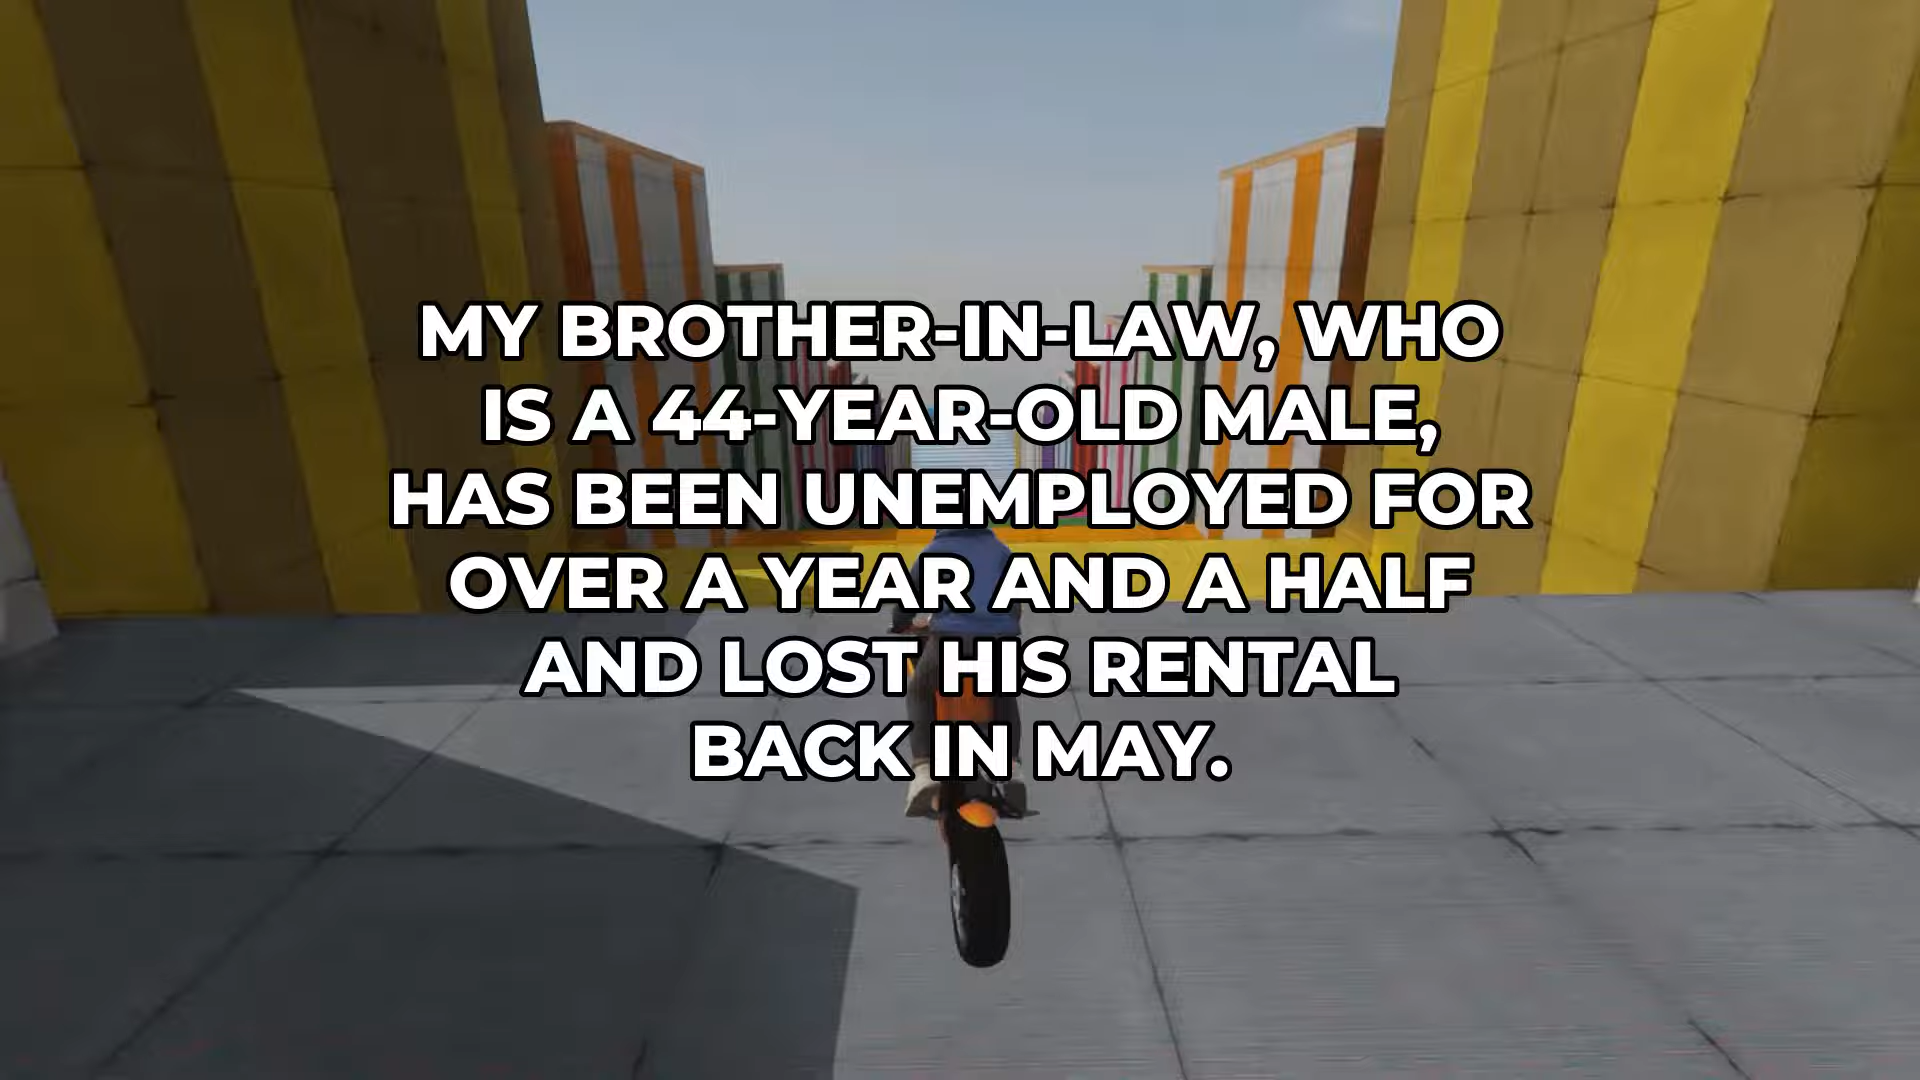 MY BROTHER-IN-LAW, WHO
IS A 44-YEAR-OLD MALE,
HAS BEEN UNEMPLOYED FOR
OVER A YEAR AND A HALF
AND LOST HIS RENTAL
BACK IN MAY.